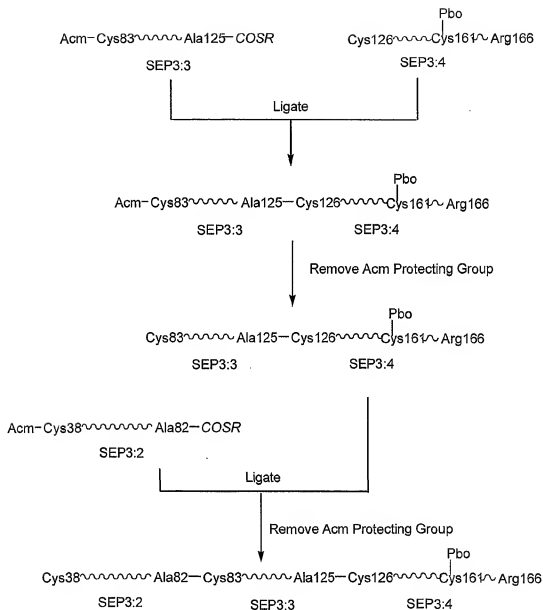 Pbo
Acm-Cys83 Ala125-COSR Cys126 Cys161 Arg166
SEP3:3 SEP3:4
Ligate
Pbo
Acm-Cys83 Ala125-Cys126 Cys161 Arg166
SEP3:3 SEP3:4
Remove Acm Protecting Group
Pbo
Cys83 Ala125-Cys126 Cys161 Arg166
SEP3:3 SEP3:4
Acm-Cys38 Ala82-COSR
SEP3:2
Ligate
Remove Acm Protecting Group
Pbo
Cys38 Ala82-Cys83 Ala125-Cys126 Cys161 Arg166
SEP3:2 SEP3:3 SEP3:4